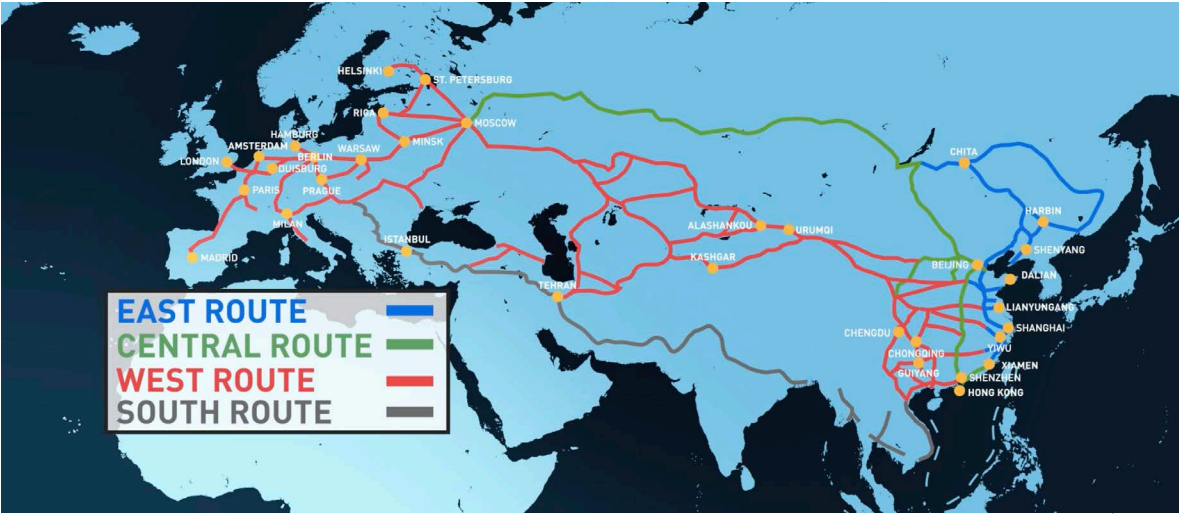 HELSINKI
ST. PETERSBURG
RIGA
MOSCOW
HAMBURG
AMSTERDAM
MINSK
WARSAW
BERLIN
LONDON
DUISBURG
PARIS
PRAGUE
MILAN
MADRID
ISTANBUL
TEHRAN
ALASHANKOU
URUMQI
KASHGAR
CHITA
HARBIN
SHENYANG
BEIJING
DALIAN
LIANYUNGANG
SHANGHAI
CHENGDU
YIWU
CHONGQING
XIAMEN
GUIYANG
SHENZHEN
HONG KONG
EAST ROUTE
CENTRAL ROUTE
WEST ROUTE
SOUTH ROUTE